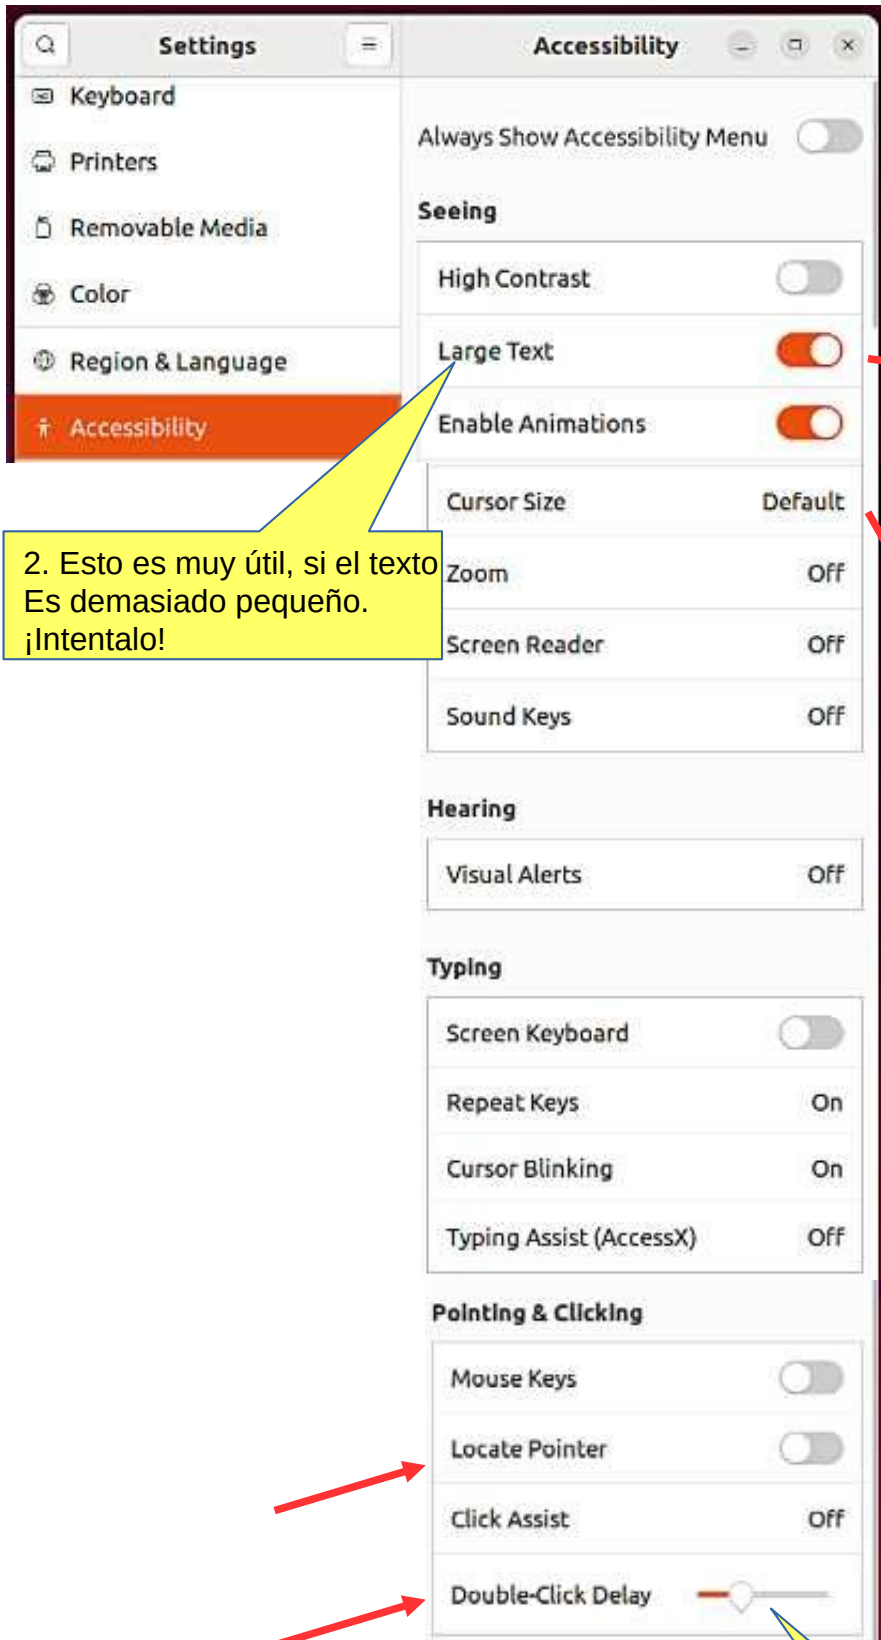 Settings
Accessibility
Keyboard
Printers
Removable Media
Color
Region & Language
Accessibility
Always Show Accessibility Menu
Seeing
High Contrast
Large Text
Enable Animations
Cursor Size Default
Zoom Off
Screen Reader Off
Sound Keys Off
2. Esto es muy útil, si el texto
Es demasiado pequeño.
¡Intentalo!
Hearing
Visual Alerts Off
Typing
Screen Keyboard
Repeat Keys On
Cursor Blinking On
Typing Assist (AccessX) Off
Pointing & Clicking
Mouse Keys
Locate Pointer
Click Assist Off
Double-Click Delay